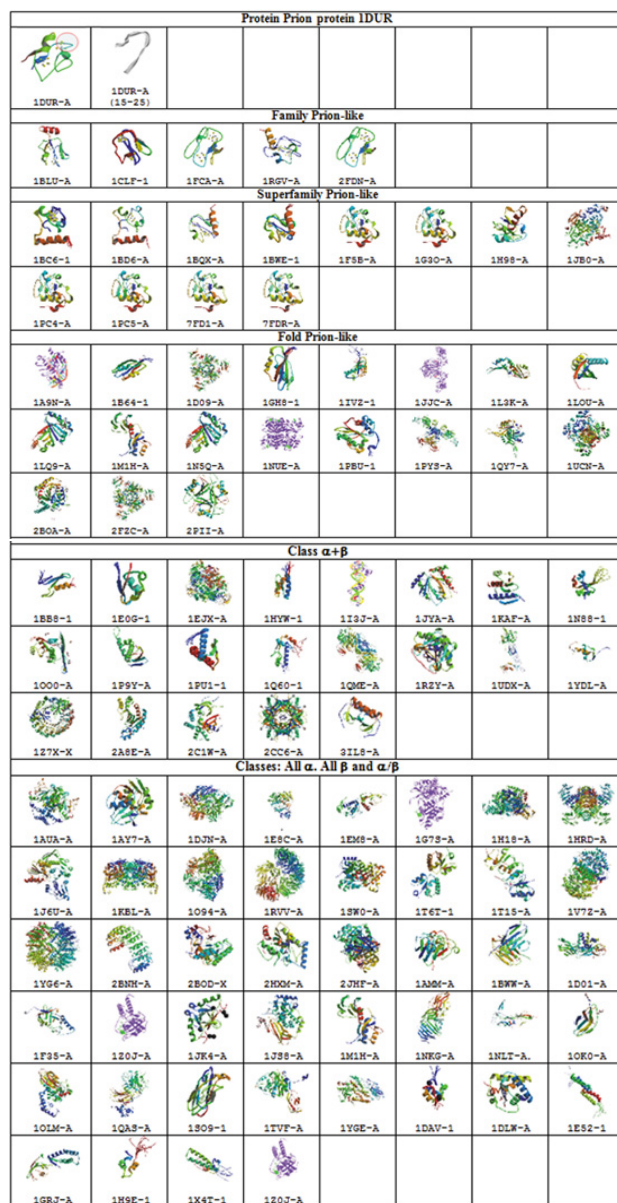 Protein Prion protein 1DUR
1DUR-A 1DUR-A
(15-25)
Family Prion-like
1BLU-A 1CLF-1 1FCA-A 1RGV-A 2FDN-A
Superfamily Prion-like
1BC6-1 1BD6-A 1BQX-A 1BWE-1 1F5B-A 1G3O-A 1H98-A 1JB0-A
1PC4-A 1PC5-A 7FD1-A 7FDR-A
Fold Prion-like
1A9N-A 1B64-1 1D09-A 1GH8-1 1IVZ-1 1JJC-A 1L3K-A 1LOU-A
1LQ9-A 1M1H-A 1N5Q-A 1NUE-A 1PBU-1 1PYS-A 1QY7-A 1UCN-A
2BOA-A 2FZC-A 2PII-A
Class α+β
1BB8-1 1E0G-1 1EJX-A 1HYW-1 1I3J-A 1JYA-A 1KAF-A 1N88-1
1OO0-A 1P9Y-A 1PU1-1 1Q60-1 1QME-A 1RZY-A 1UDX-A 1YDL-A
1Z7X-X 2A8E-A 2C1W-A 2CC6-A 3IL8-A
Classes: All α. All β and α/β
1AUA-A 1AY7-A 1DJN-A 1E8C-A 1EM8-A 1G7S-A 1H18-A 1HRD-A
1J6U-A 1KBL-A 1O94-A 1RVV-A 1SW0-A 1T6T-1 1T15-A 1V7Z-A
1YG6-A 2BNH-A 2BOD-X 2HXM-A 2JHF-A 1AMM-A 1BWW-A 1D01-A
1F35-A 1Z0J-A 1JK4-A 1JS8-A 1M1H-A 1NKG-A 1NLT-A. 1OK0-A
1OLM-A 1QAS-A 1SO9-1 1TVF-A 1YGE-A 1DAV-1 1DLW-A 1E52-1
1GRJ-A 1H9E-1 1X4T-1 1Z0J-A